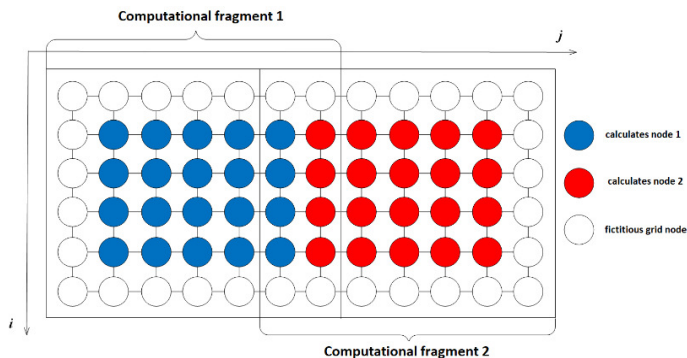 Computational fragment 1
j
calculates node 1
calculates node 2
fictitious grid node
i
Computational fragment 2